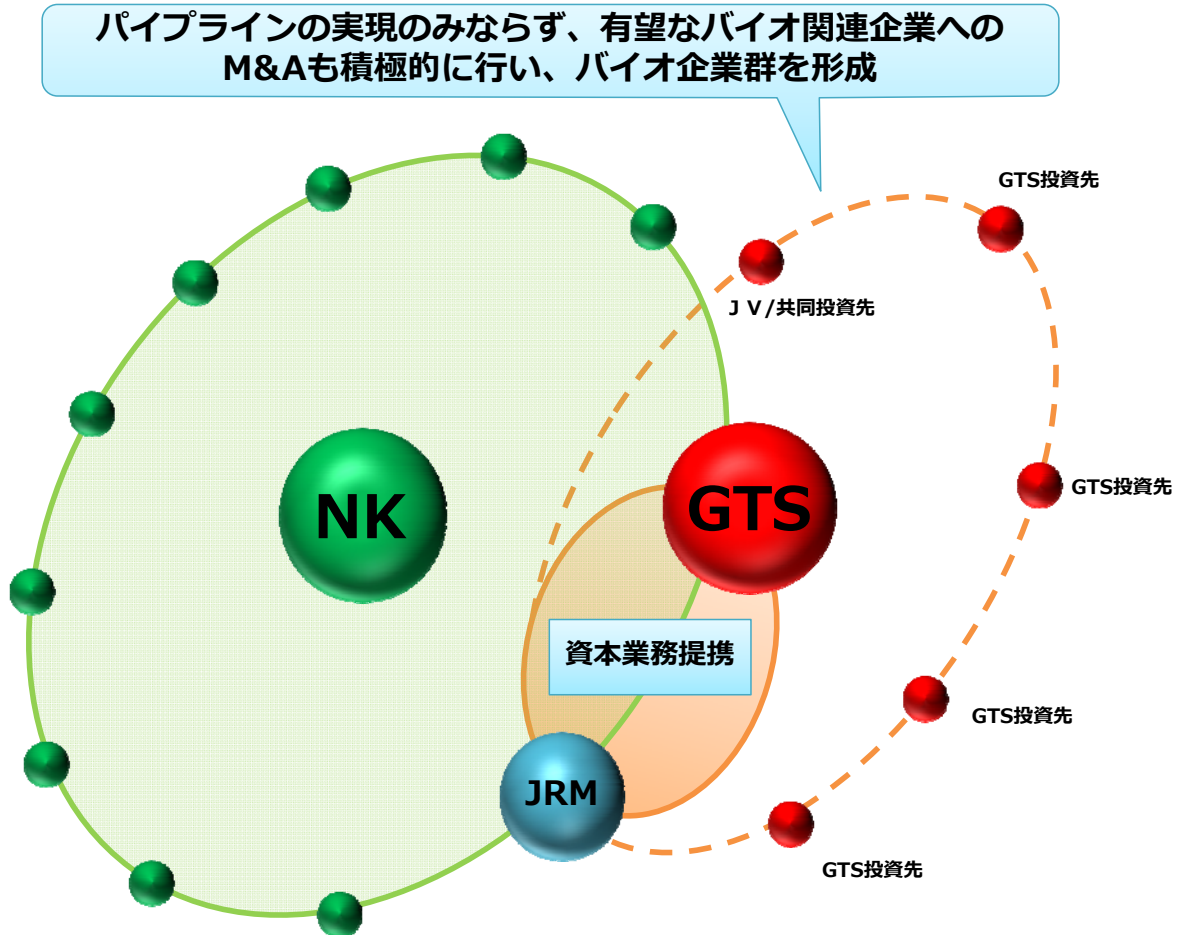 パイプラインの実現のみならず、有望なバイオ関連企業への
M&Aも積極的に行い、バイオ企業群を形成
GTS投資先
ＪＶ/共同投資先
NK
GTS
GTS投資先
資本業務提携
GTS投資先
JRM
GTS投資先